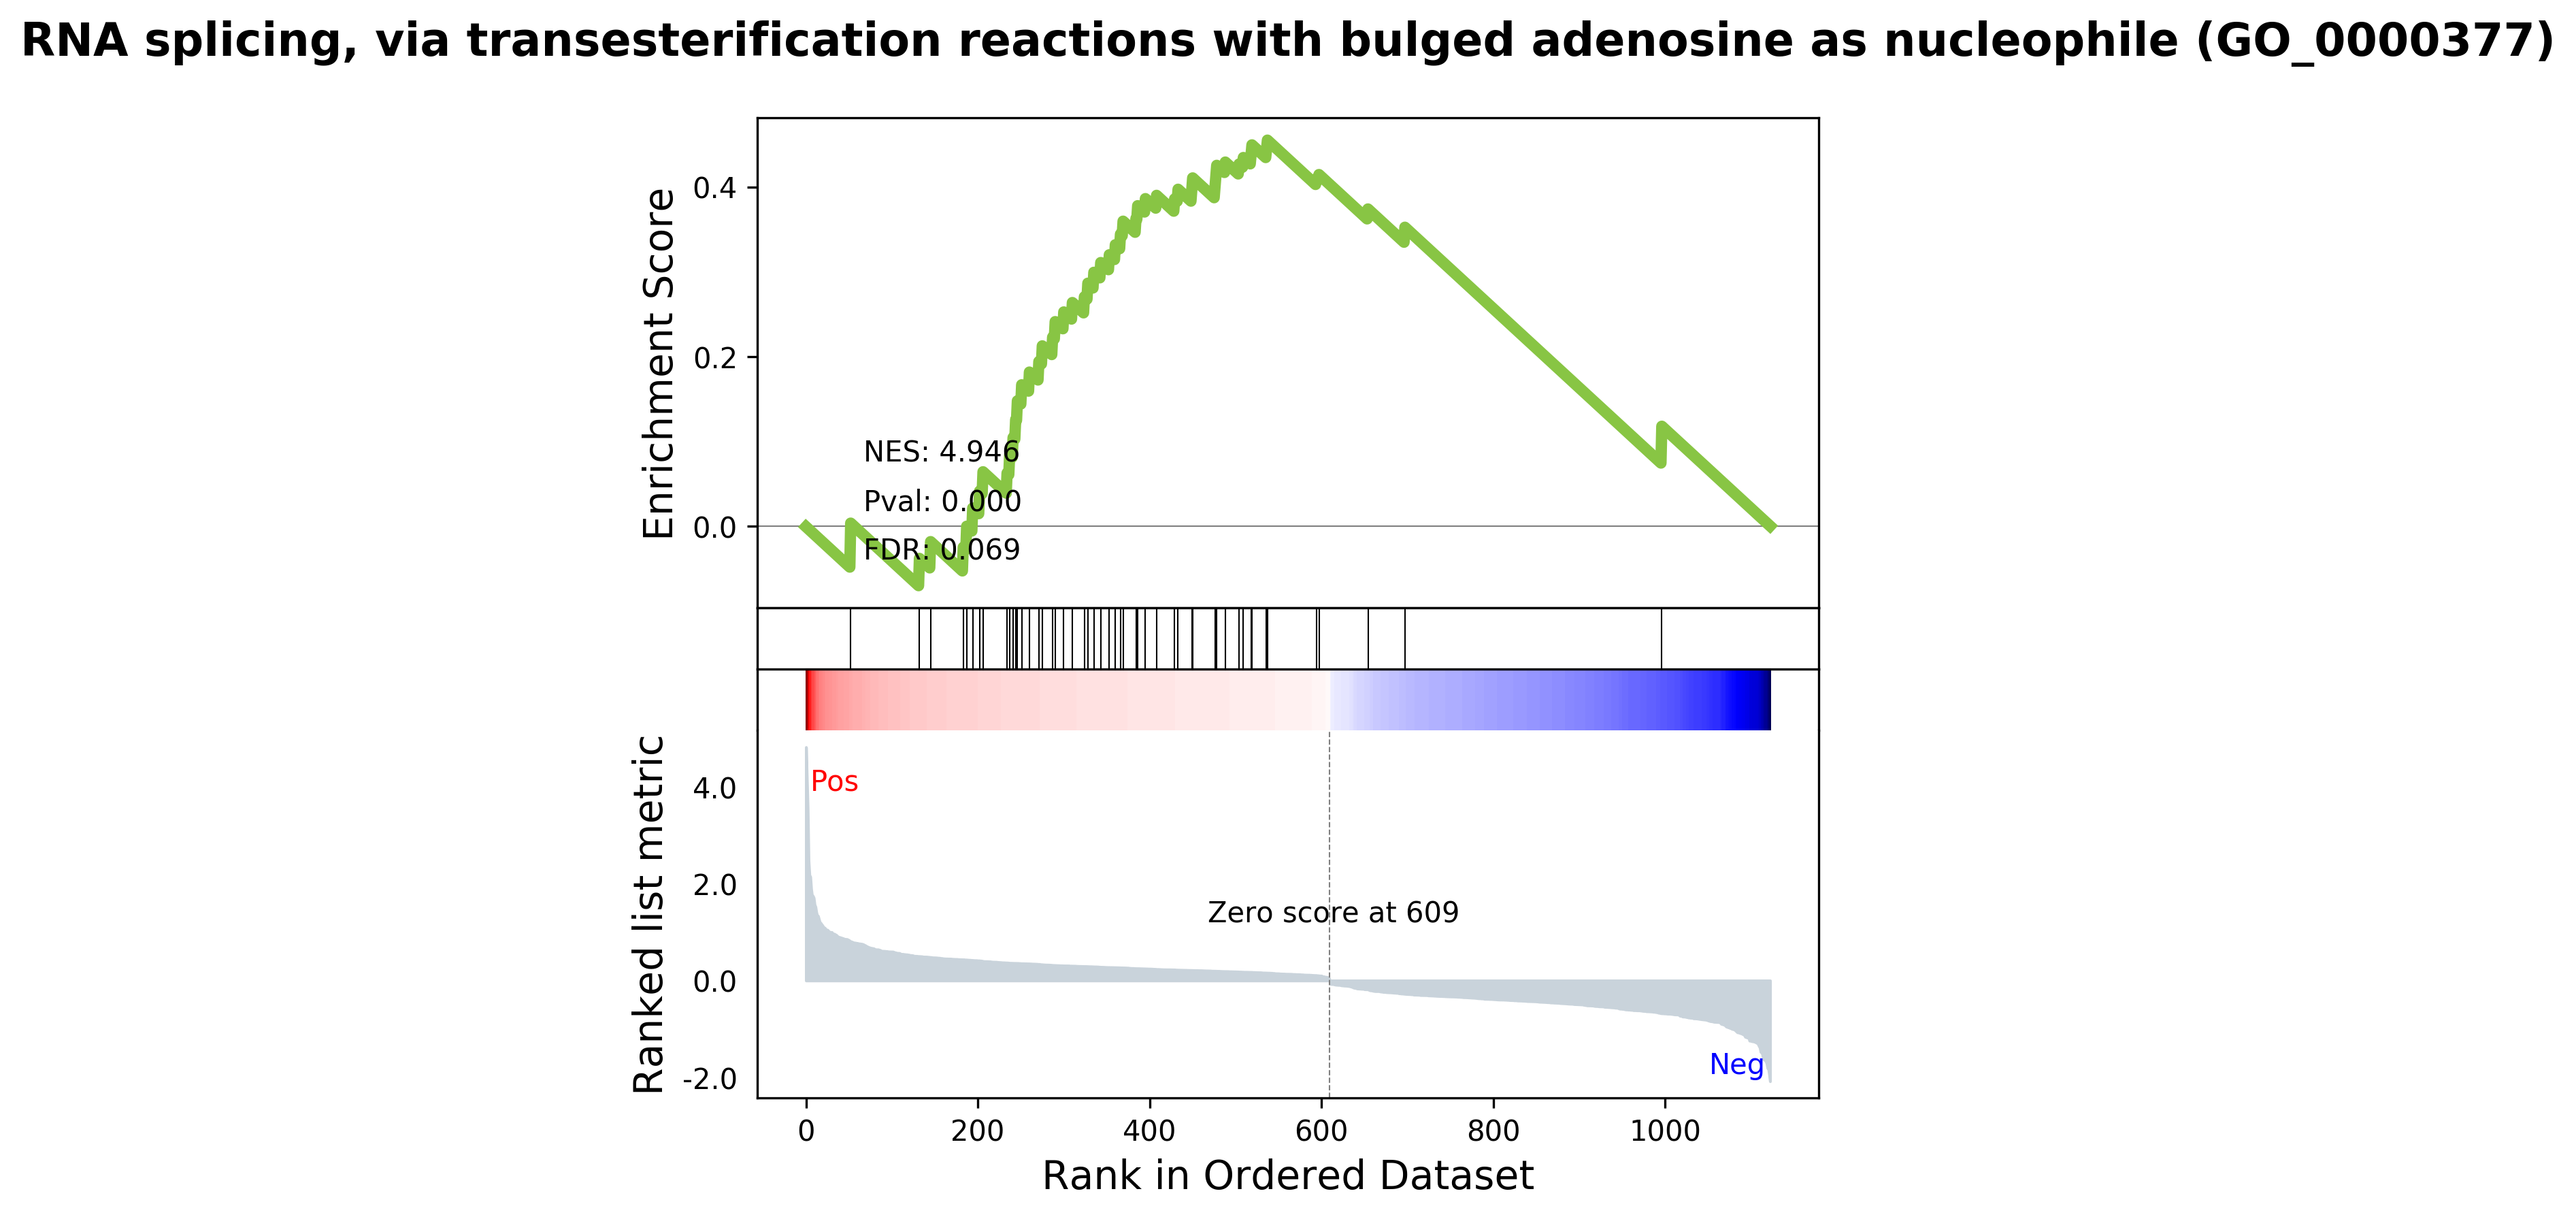 RNA splicing, via transesterification reactions with bulged adenosine as nucleophile (GO_0000377)
Enrichment Score
0.4
0.2
0.0
NES: 4.946
Pval: 0.000
FDR: 0.069
Ranked list metric
4.0
2.0
0.0
-2.0
Pos
Zero score at 609
Neg
0 200 400 600 800 1000
Rank in Ordered Dataset